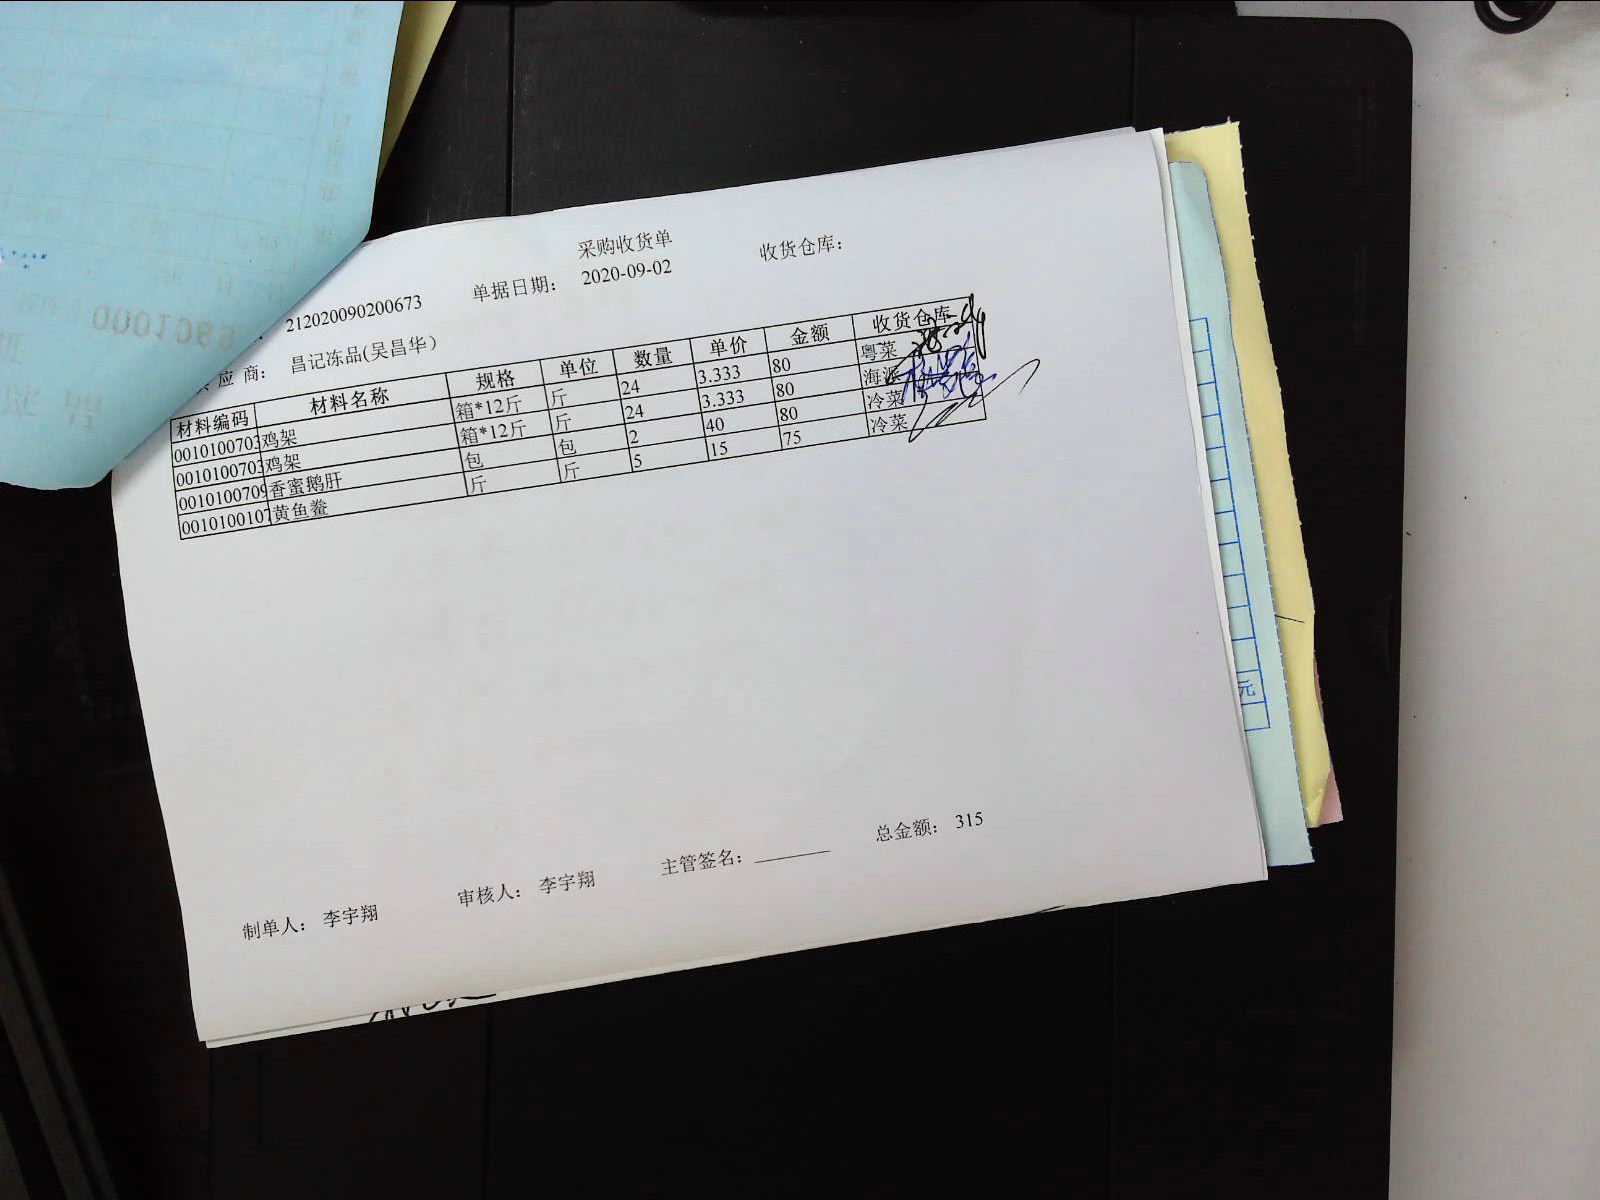 采购收货单
212020090200673 单据日期： 2020-09-02 收货仓库：
应 商： 昌记冻品(吴昌华)
材料编码 材料名称 规格 单位 数量 单价 金额 收货仓库
0010100703 鸡架 箱*12斤 斤 24 3.333 80 粤菜
0010100703 鸡架 箱*12斤 斤 24 3.333 80 海派
0010100709 香蜜鹅肝 包 包 2 40 80 冷菜
0010100107 黄鱼鲞 斤 斤 5 15 75 冷菜
制单人： 李宇翔 审核人： 李宇翔 主管签名： 总金额： 315
0001089
元